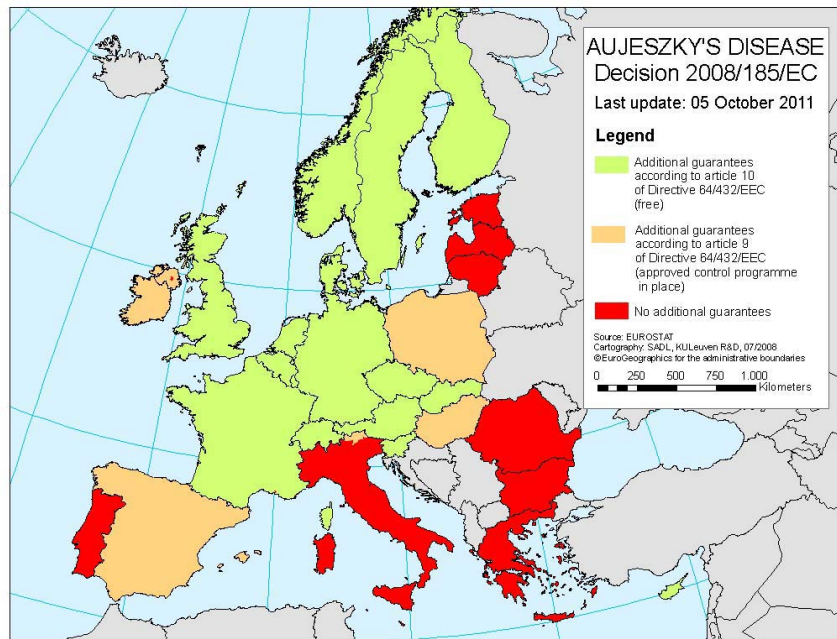 AUJESZKY'S DISEASE
Decision 2008/185/EC
Last update: 05 October 2011
Legend
Additional guarantees
according to article 10
of Directive 64/432/EEC
(free)
Additional guarantees
according to article 9
of Directive 64/432/EEC
(approved control programme
in place)
No additional guarantees
Source: EUROSTAT
Cartography: SADL, KULeuven R&D, 07/2008
©EuroGeographics for the administrative boundaries
0 250 500 750 1.000
Kilometers